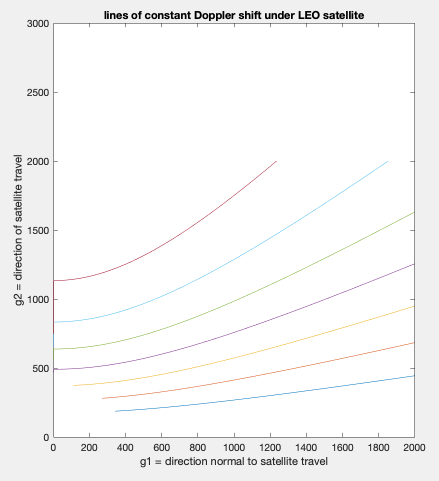 lines of constant Doppler shift under LEO satellite
3000
2500
2000
1500
1000
500
0
g2 = direction of satellite travel
0 200 400 600 800 1000 1200 1400 1600 1800 2000
g1 = direction normal to satellite travel